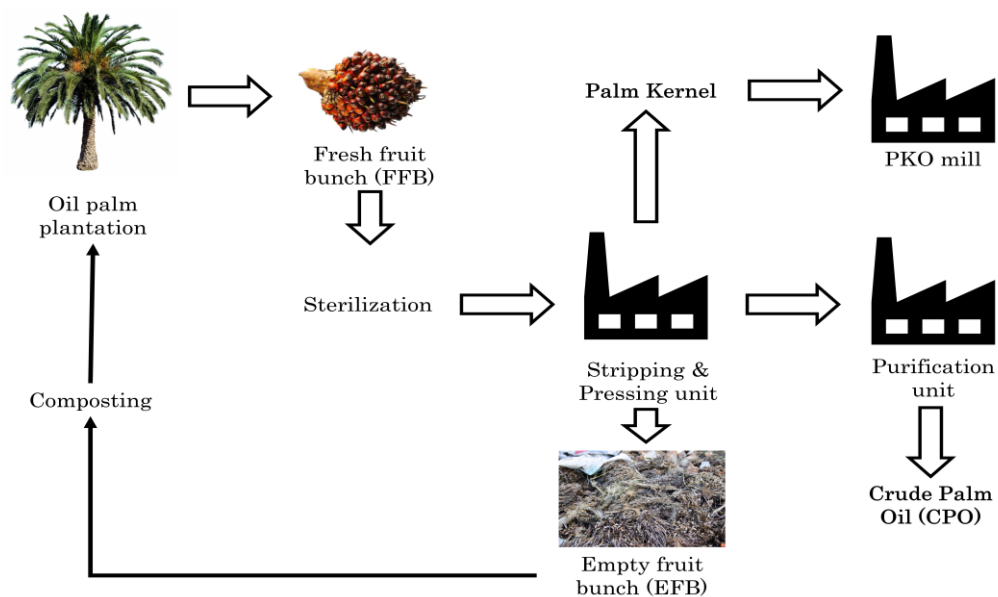 Oil palm
plantation
Fresh fruit
bunch (FFB)
Palm Kernel
PKO mill
Sterilization
Stripping &
Pressing unit
Purification
unit
Composting
Crude Palm
Oil (CPO)
Empty fruit
bunch (EFB)